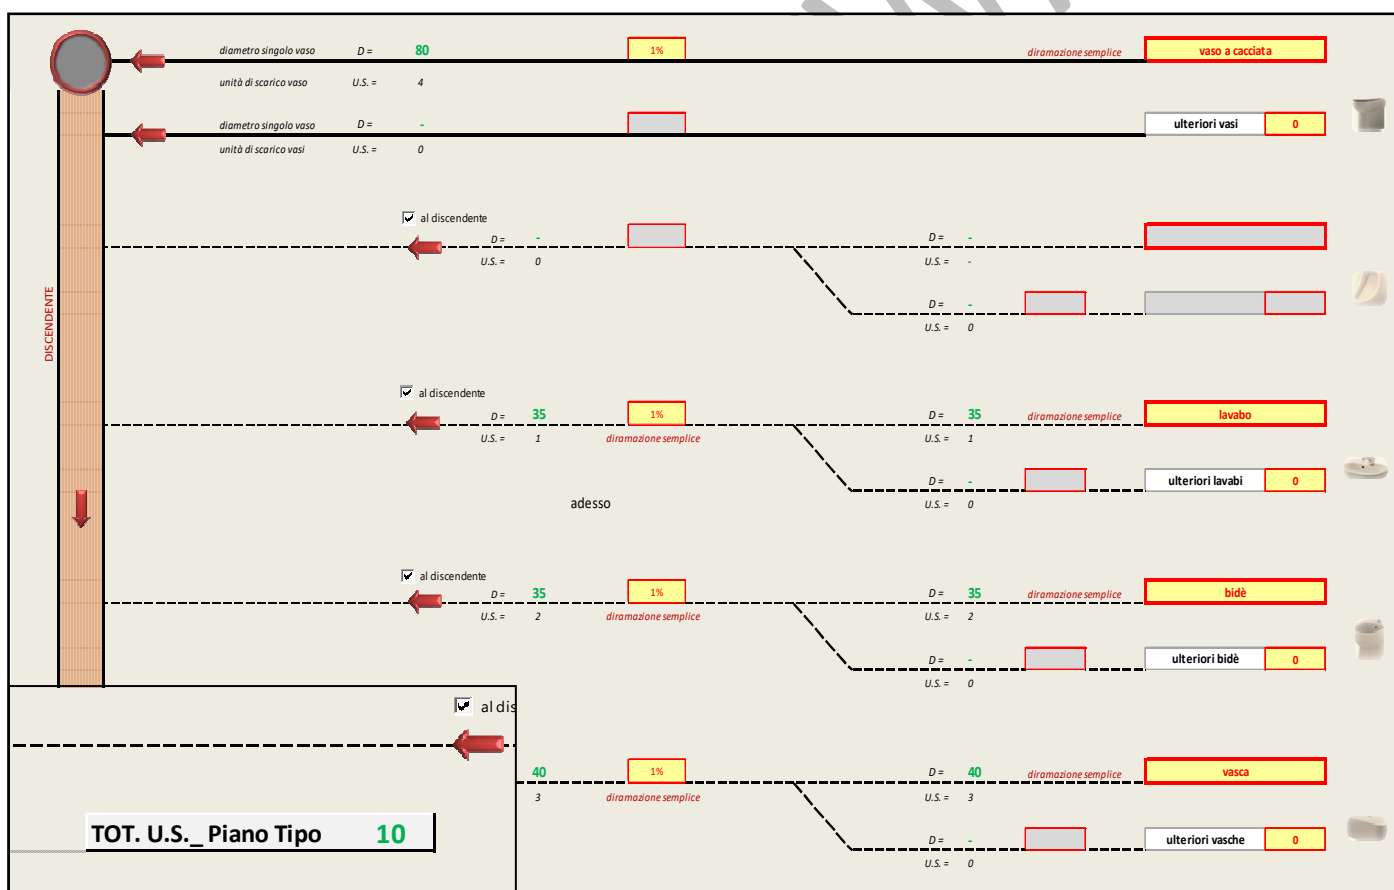 diametro singolo vaso D = 80 1% diramazione semplice vaso a cacciata
unità di scarico vaso U.S. = 4
diametro singolo vaso D = - ulteriori vasi 0
unità di scarico vasi U.S. = 0
al discendente
D = - D = -
U.S. = 0 U.S. = -
D = -
U.S. = 0
DISCENDENTE
al discendente
D = 35 1% D = 35 diramazione semplice lavabo
U.S. = 1 diramazione semplice U.S. = 1
D = - ulteriori lavabi 0
adesso U.S. = 0
al discendente
D = 35 1% D = 35 diramazione semplice bidè
U.S. = 2 diramazione semplice U.S. = 2
D = - ulteriori bidè 0
U.S. = 0
al dis
40 1% D = 40 diramazione semplice vasca
3 diramazione semplice U.S. = 3
TOT. U.S._ Piano Tipo 10 D = - ulteriori vasche 0
U.S. = 0